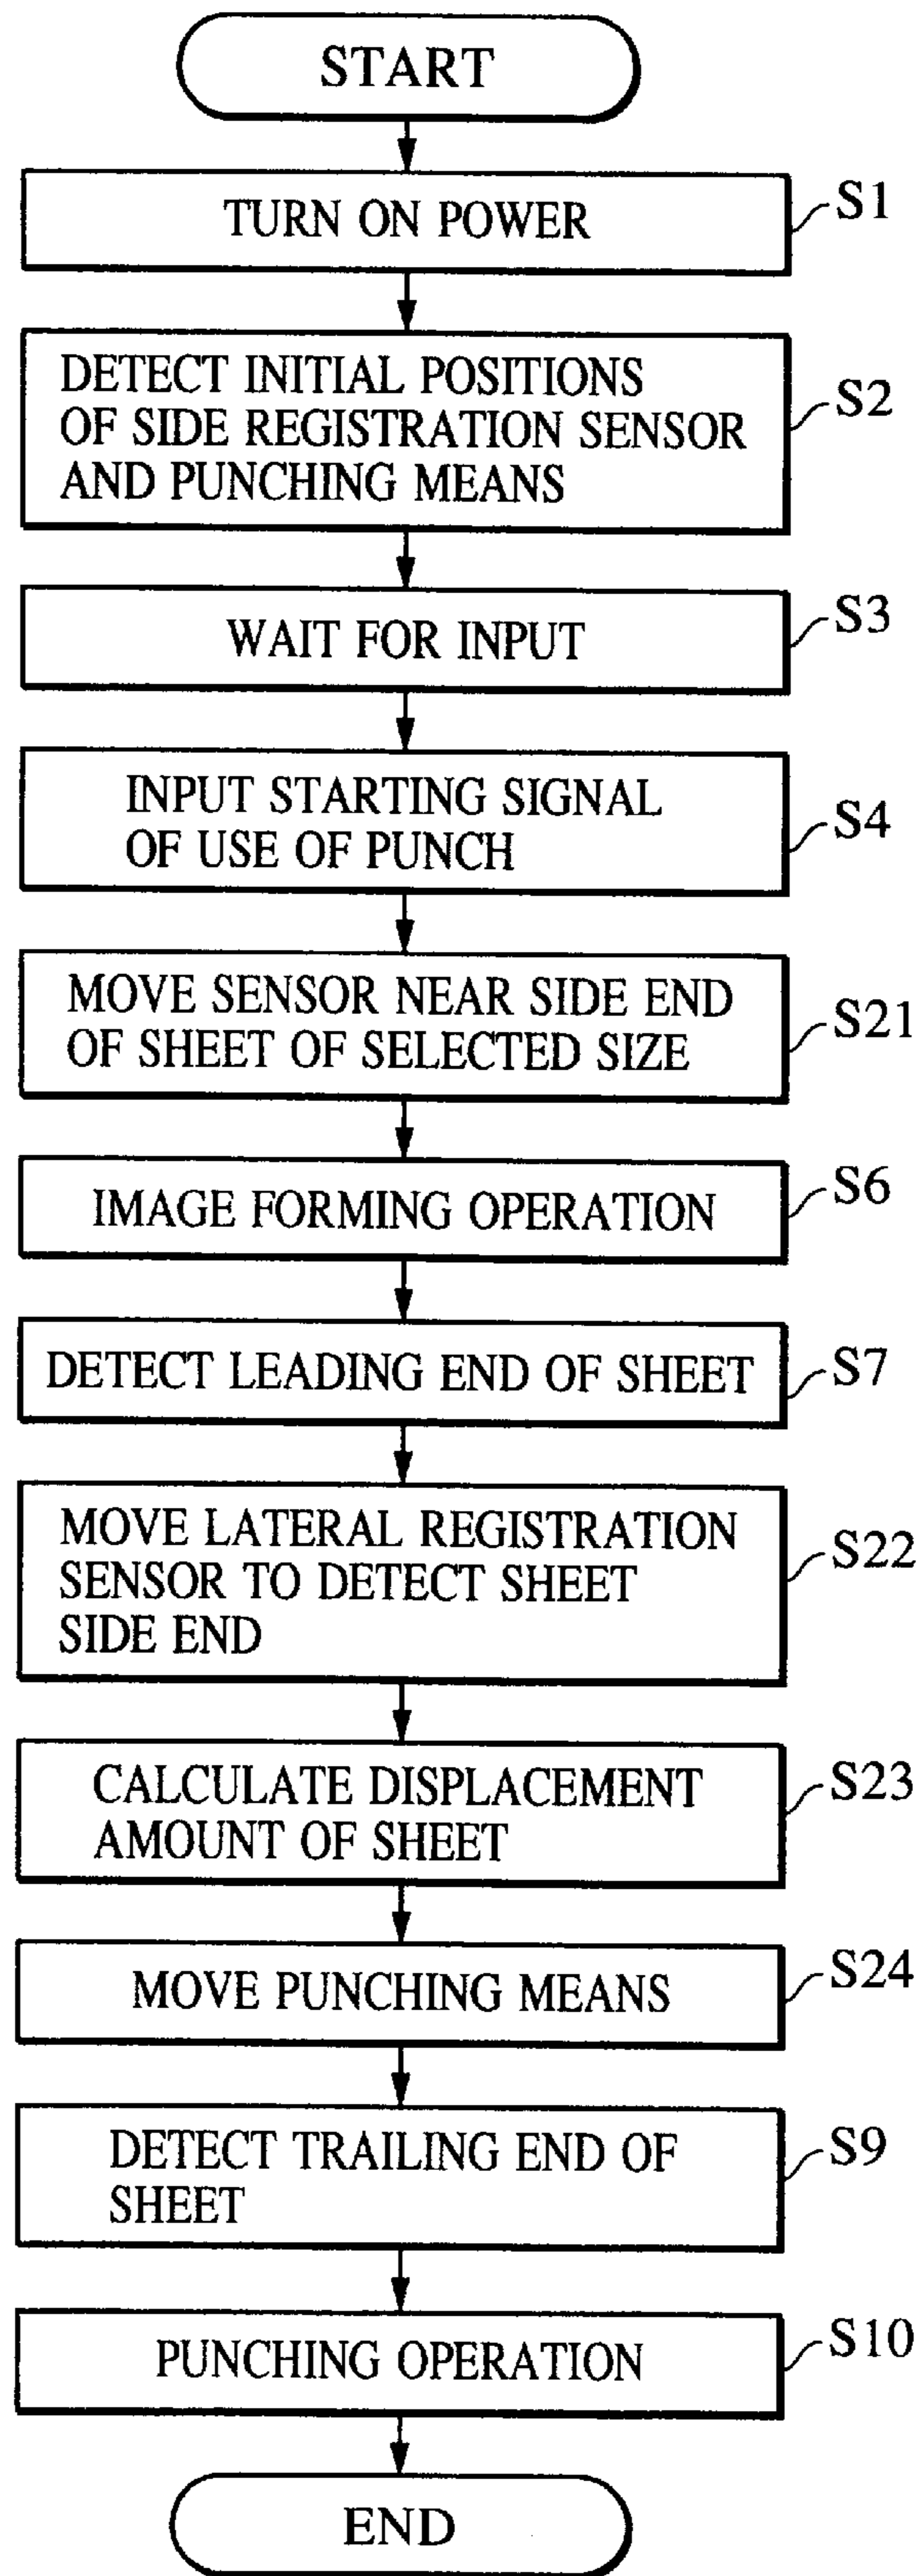 START
TURN ON POWER
S1
DETECT INITIAL POSITIONS
OF SIDE REGISTRATION SENSOR
AND PUNCHING MEANS
S2
WAIT FOR INPUT
S3
INPUT STARTING SIGNAL
OF USE OF PUNCH
S4
MOVE SENSOR NEAR SIDE END
OF SHEET OF SELECTED SIZE
S21
IMAGE FORMING OPERATION
S6
DETECT LEADING END OF SHEET
S7
MOVE LATERAL REGISTRATION
SENSOR TO DETECT SHEET
SIDE END
S22
CALCULATE DISPLACEMENT
AMOUNT OF SHEET
S23
MOVE PUNCHING MEANS
S24
DETECT TRAILING END OF
SHEET
S9
PUNCHING OPERATION
S10
END